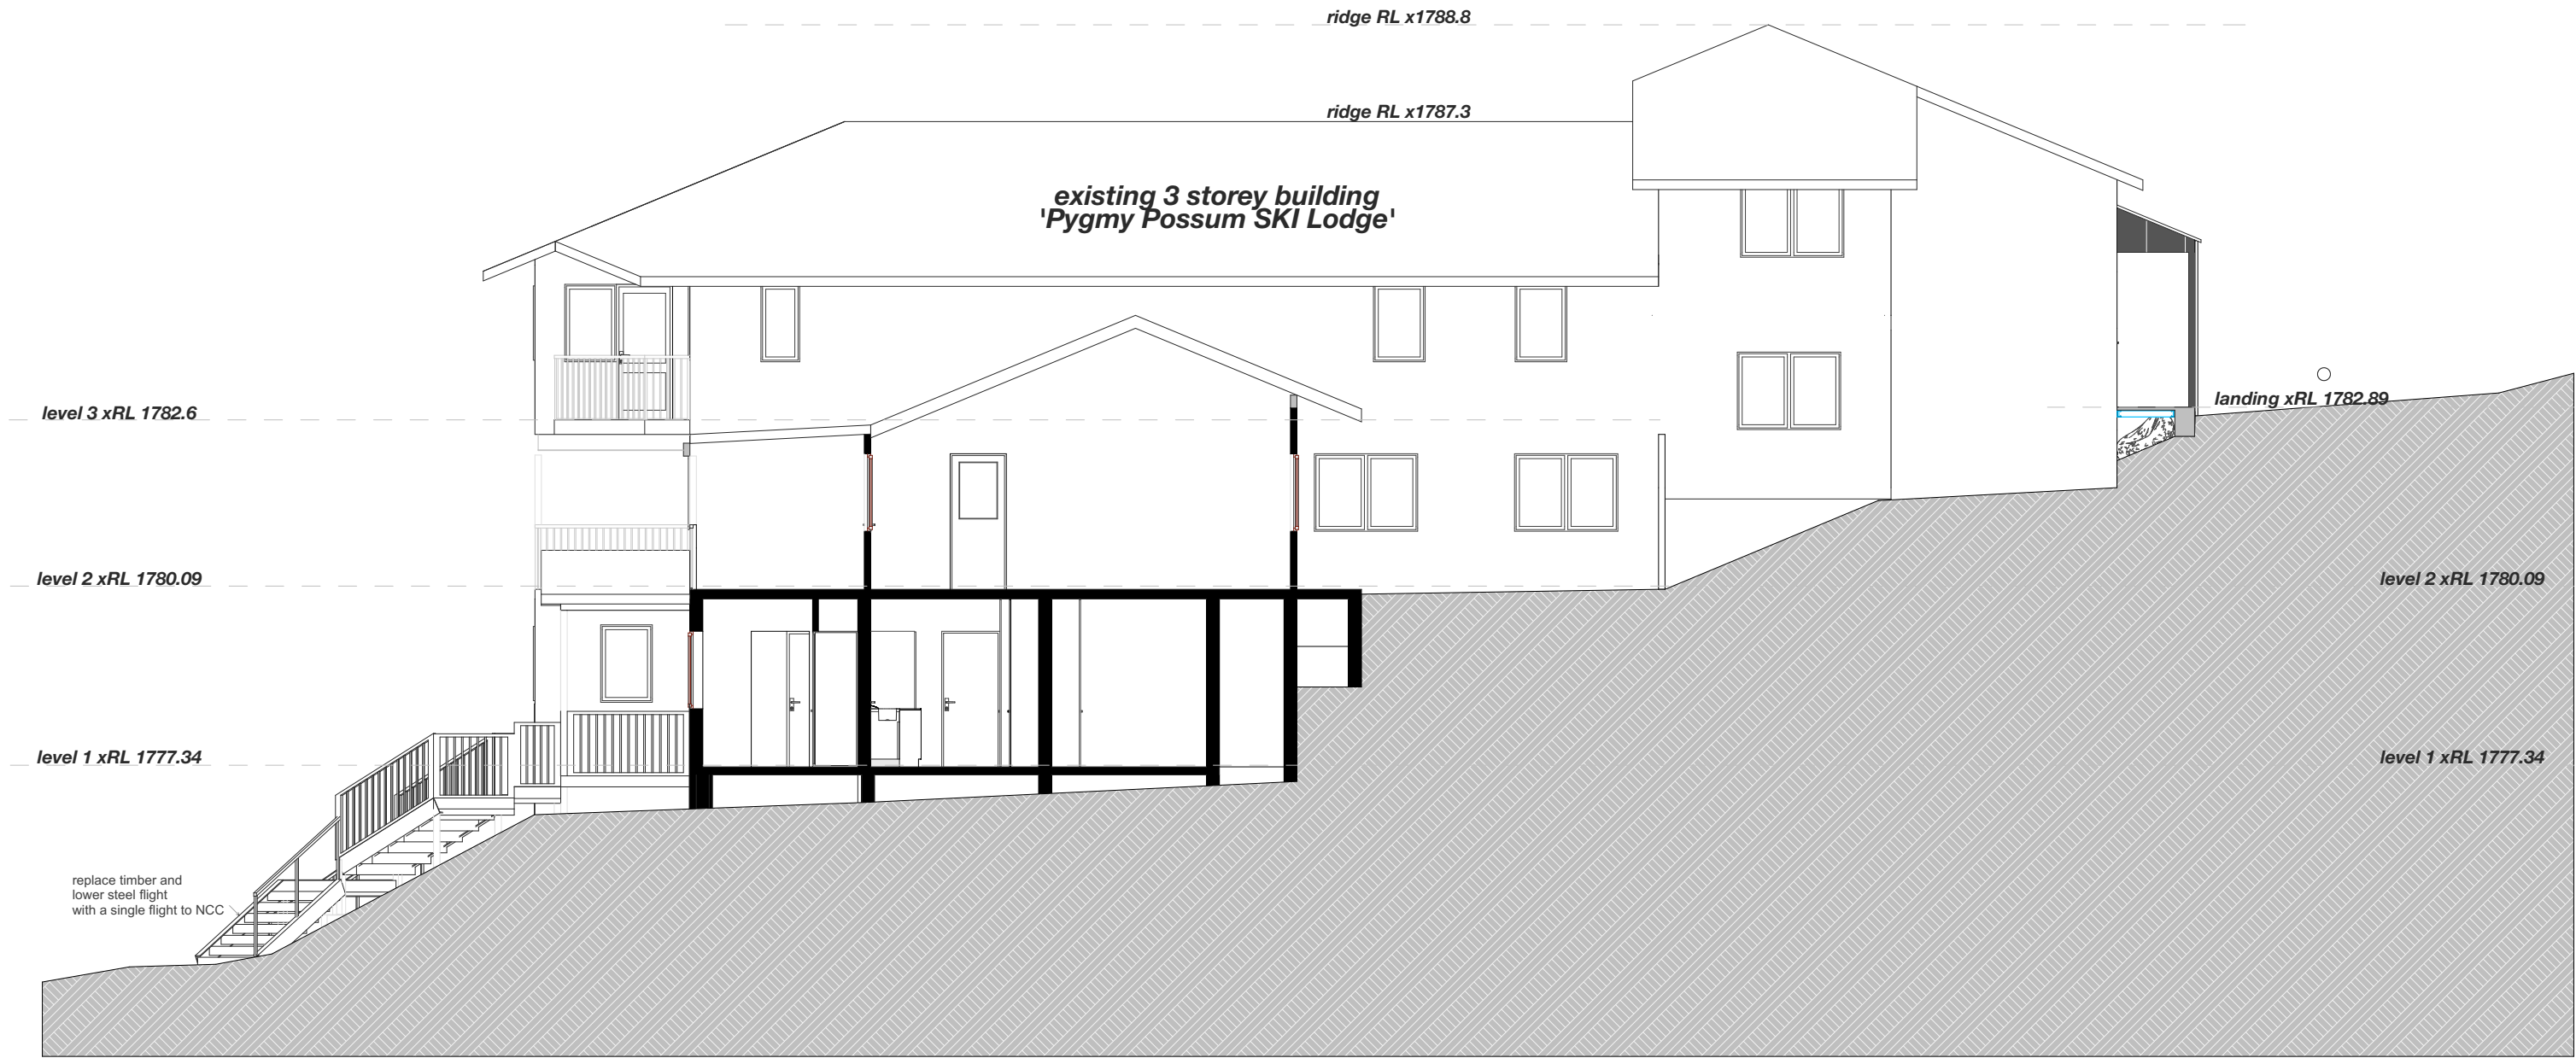 ridge RL x1788.8
ridge RL x1787.3
existing 3 storey building
'Pygmy Possum SKI Lodge'
level 3 xRL 1782.6
landing xRL 1782.89
level 2 xRL 1780.09
level 2 xRL 1780.09
level 1 xRL 1777.34
level 1 xRL 1777.34
replace timber and
lower steel flight
with a single flight to NCC